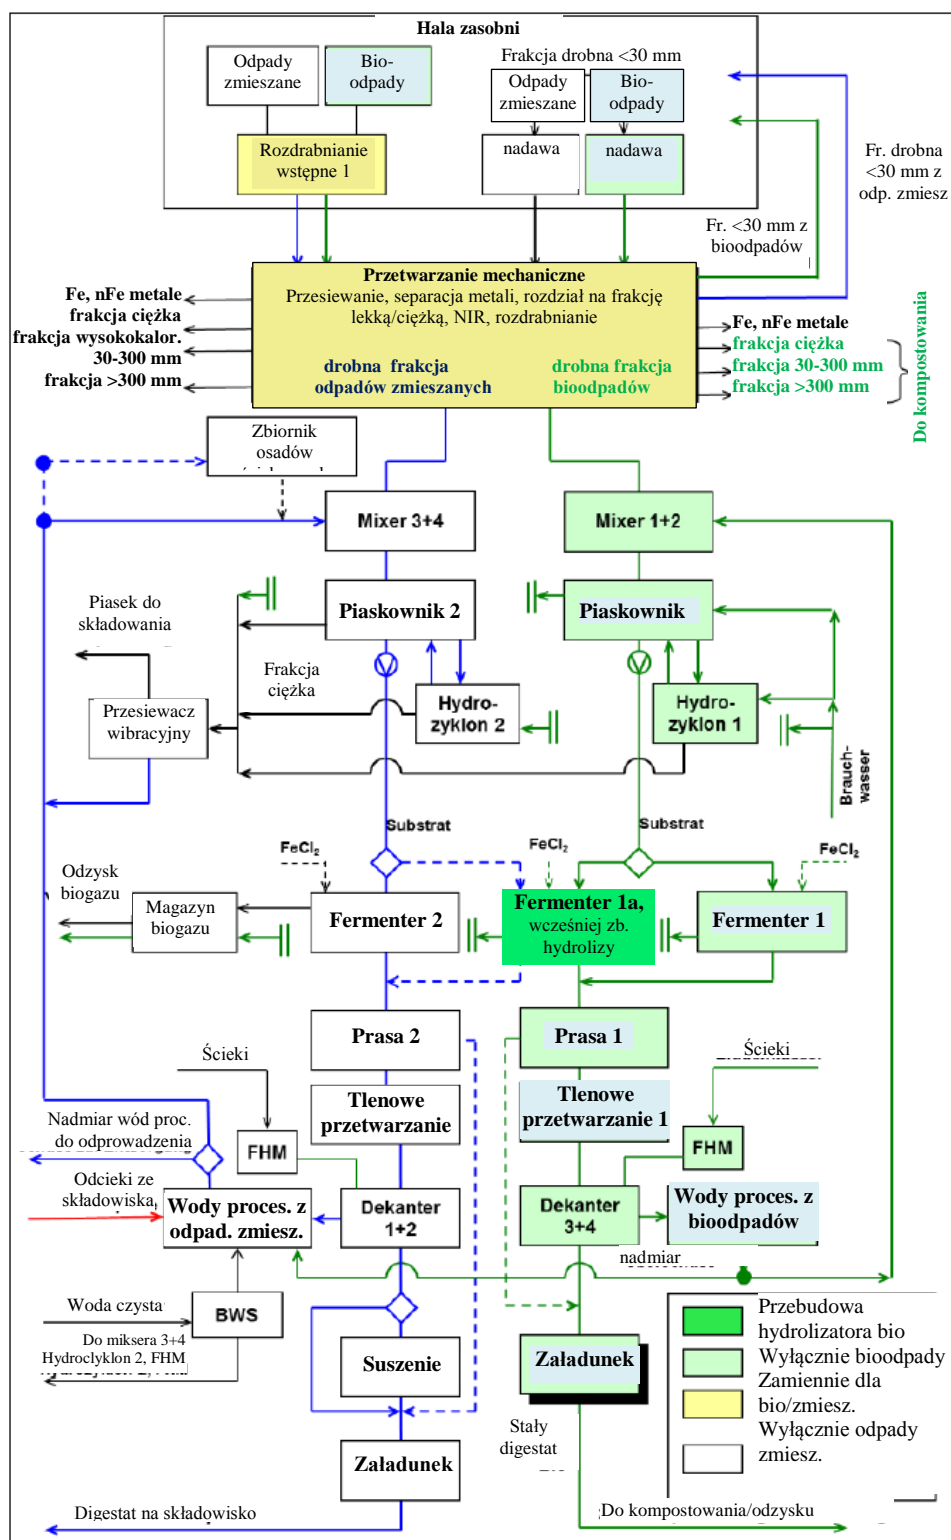 Hala zasobni
Odpady
zmieszane
Bio-
odpady
Frakcja drobna <30 mm
Odpady
zmieszane
Bio-
odpady
Rozdrabnianie
wstępne 1
nadawa
nadawa
Fr. drobna
<30 mm z
odp. zmiesz
Fr. <30 mm z
bioodpadów
Przetwarzanie mechaniczne
Przesiewanie, separacja metali, rozdział na frakcję
lekką/ciężką, NIR, rozdrabnianie
drobna frakcja
odpadów zmieszanych
drobna frakcja
bioodpadów
Fe, nFe metale
frakcja ciężka
frakcja wysokokalor.
30-300 mm
frakcja >300 mm
Fe, nFe metale
frakcja ciężka
frakcja 30-300 mm
frakcja >300 mm
Do kompostowania
Zbiornik
osadów
Mixer 3+4
Mixer 1+2
Piaskownik 2
Piaskownik
Piasek do
składowania
Frakcja
ciężka
Przesiewacz
wibracyjny
Hydro-
zyklon 2
Hydro-
zyklon 1
Brauch-
wasser
Substrat
Substrat
FeCl₂
FeCl₂
FeCl₂
Odzysk
biogazu
Magazyn
biogazu
Fermenter 2
Fermenter 1a,
wcześniej zb.
hydrolizy
Fermenter 1
Prasa 2
Prasa 1
Ścieki
Ścieki
Tlenowe
przetwarzanie
Tlenowe
przetwarzanie 1
Nadmiar wód proc.
do odprowadzenia
FHM
FHM
Odcieki ze
składowiska
Wody proces. z
odpad. zmiesz.
Dekanter
1+2
Dekanter
3+4
Wody proces. z
bioodpadów
nadmiar
Woda czysta
BWS
Do miksera 3+4
Hydroclyklon 2, FHM
Suszenie
Załadunek
Stały
digestat
Załadunek
Digestat na składowisko
Do kompostowania/odzysku
Przebudowa
hydrolizatora bio
Wyłącznie bioodpady
Zamiennie dla
bio/zmiesz.
Wyłącznie odpady
zmiesz.